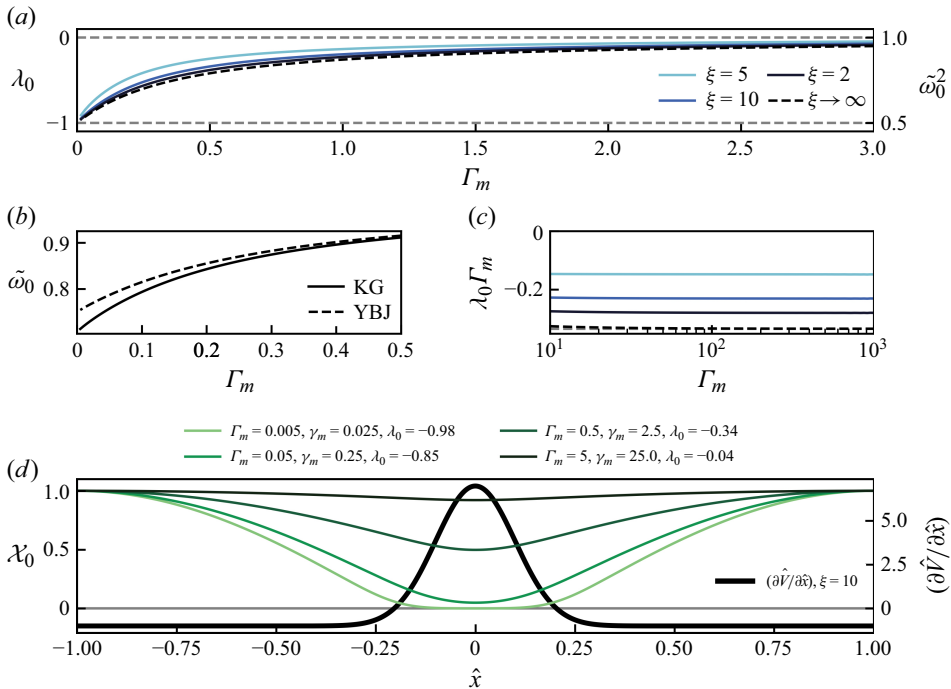 (a)
0
−1
λ₀
1.0
0.5
ω̃₀²
ξ = 5
ξ = 2
ξ = 10
ξ → ∞
0
0.5
1.0
1.5
2.0
2.5
3.0
Γₘ
(b)
ω̃₀
0.9
0.8
KG
YBJ
0
0.1
0.2
0.3
0.4
0.5
Γₘ
(c)
λ₀Γₘ
0
−0.2
10¹
10²
10³
Γₘ
Γₘ = 0.005, γₘ = 0.025, λ₀ = −0.98
Γₘ = 0.5, γₘ = 2.5, λ₀ = −0.34
Γₘ = 0.05, γₘ = 0.25, λ₀ = −0.85
Γₘ = 5, γₘ = 25.0, λ₀ = −0.04
(d)
1.0
0.5
0
𝒳₀
5.0
2.5
0
(∂V̂/∂x̂)
(∂V̂/∂x̂), ξ = 10
−1.00
−0.75
−0.50
−0.25
0
0.25
0.50
0.75
1.00
x̂